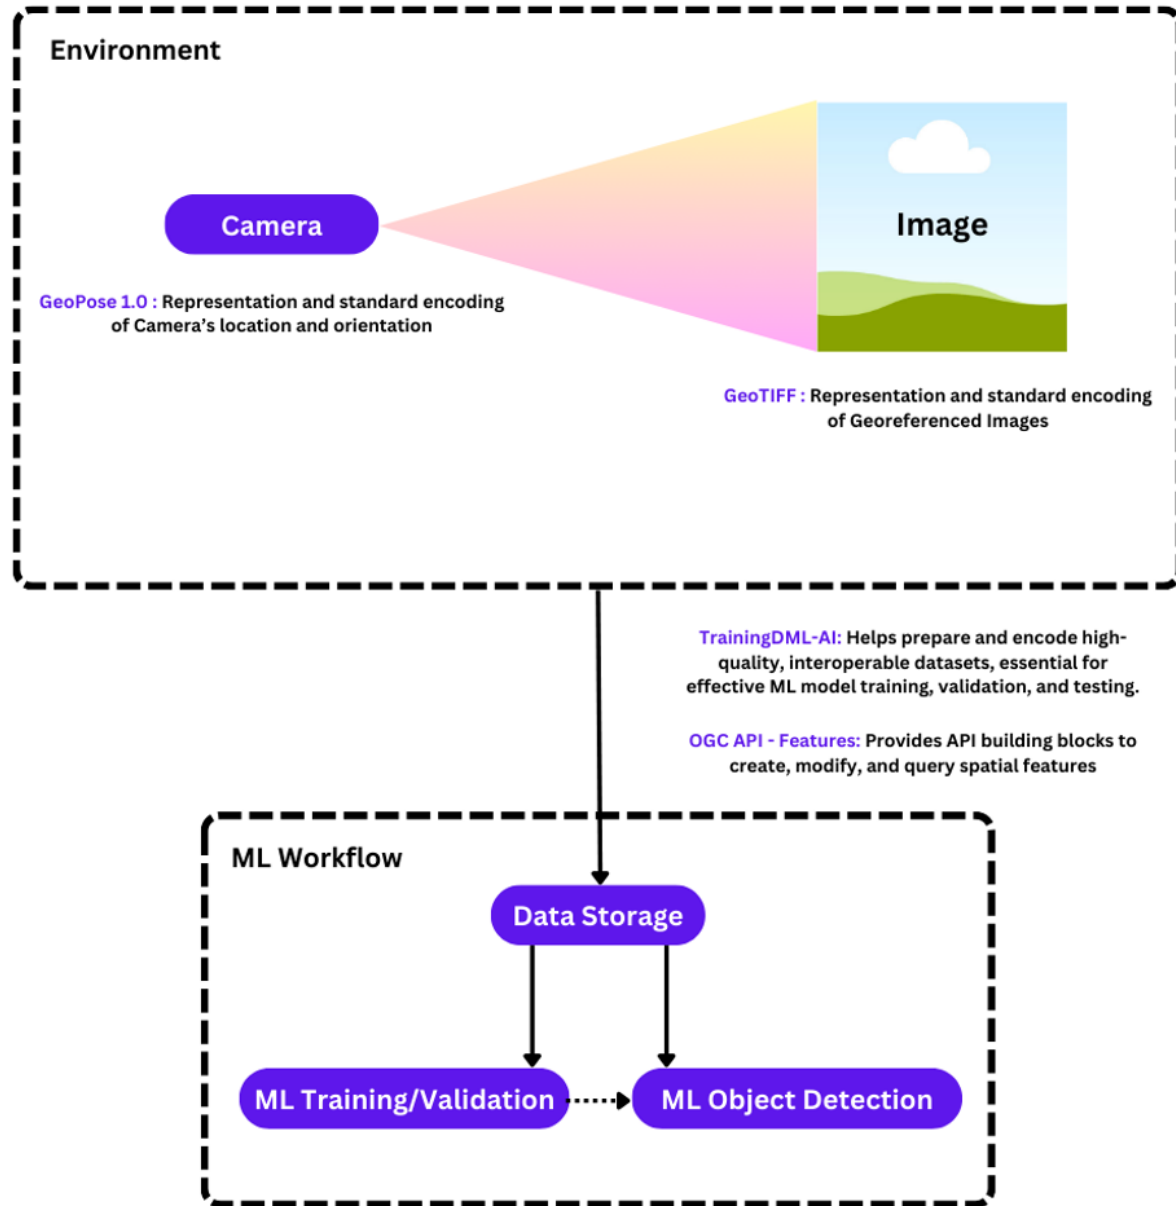 Environment
Camera
Image
GeoPose 1.0 : Representation and standard encoding
of Camera's location and orientation
GeoTIFF : Representation and standard encoding
of Georeferenced Images
TrainingDML-AI: Helps prepare and encode high-
quality, interoperable datasets, essential for
effective ML model training, validation, and testing.
OGC API - Features: Provides API building blocks to
create, modify, and query spatial features
ML Workflow
Data Storage
ML Training/Validation
ML Object Detection